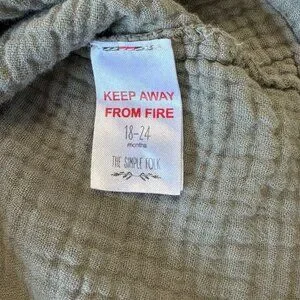 KEEP AWAY
FROM FIRE
18-24
months
THE SIMPLE FOLK